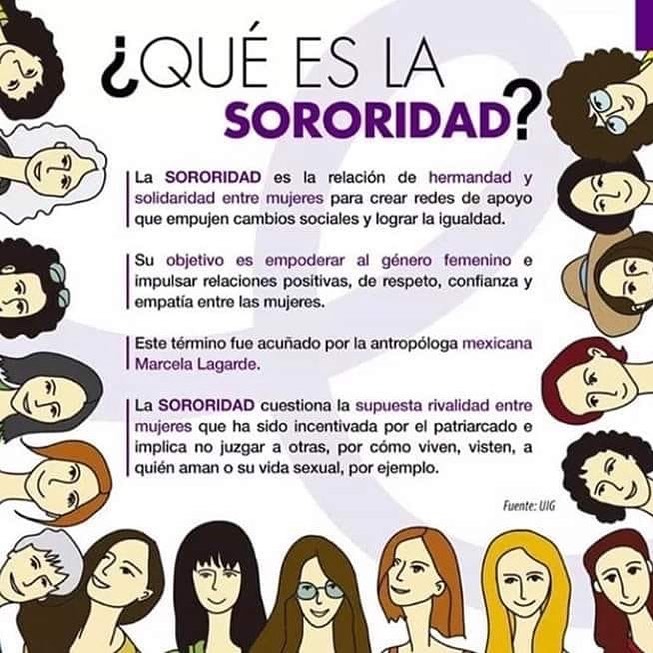 ¿QUÉ ES LA
SORORIDAD?
La SORORIDAD es la relación de hermandad y
solidaridad entre mujeres para crear redes de apoyo
que empujen cambios sociales y lograr la igualdad.
Su objetivo es empoderar al género femenino e
impulsar relaciones positivas, de respeto, confianza y
empatía entre las mujeres.
Este término fue acuñado por la antropóloga mexicana
Marcela Lagarde.
La SORORIDAD cuestiona la supuesta rivalidad entre
mujeres que ha sido incentivada por el patriarcado e
implica no juzgar a otras, por cómo viven, visten, a
quién aman o su vida sexual, por ejemplo.
Fuente: UIG